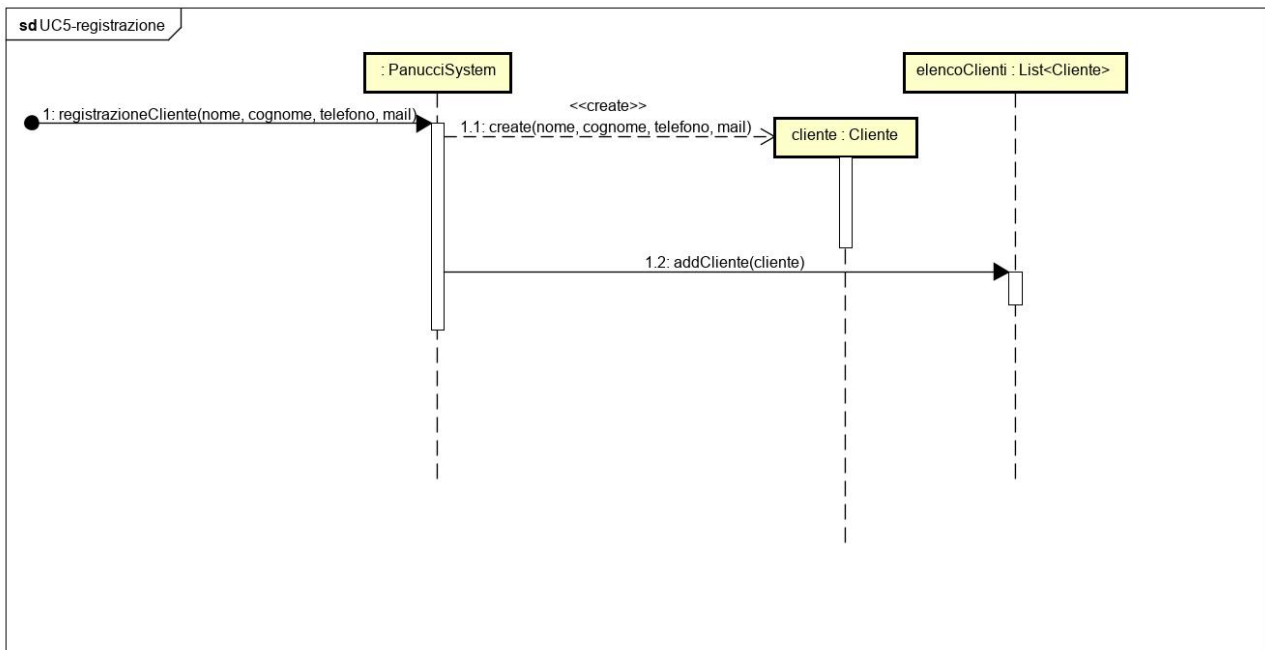 sd UC5-registrazione
: PanucciSystem
elencoClienti : List<Cliente>
1: registrazioneCliente(nome, cognome, telefono, mail)
<<create>>
1.1: create(nome, cognome, telefono, mail)
cliente : Cliente
1.2: addCliente(cliente)